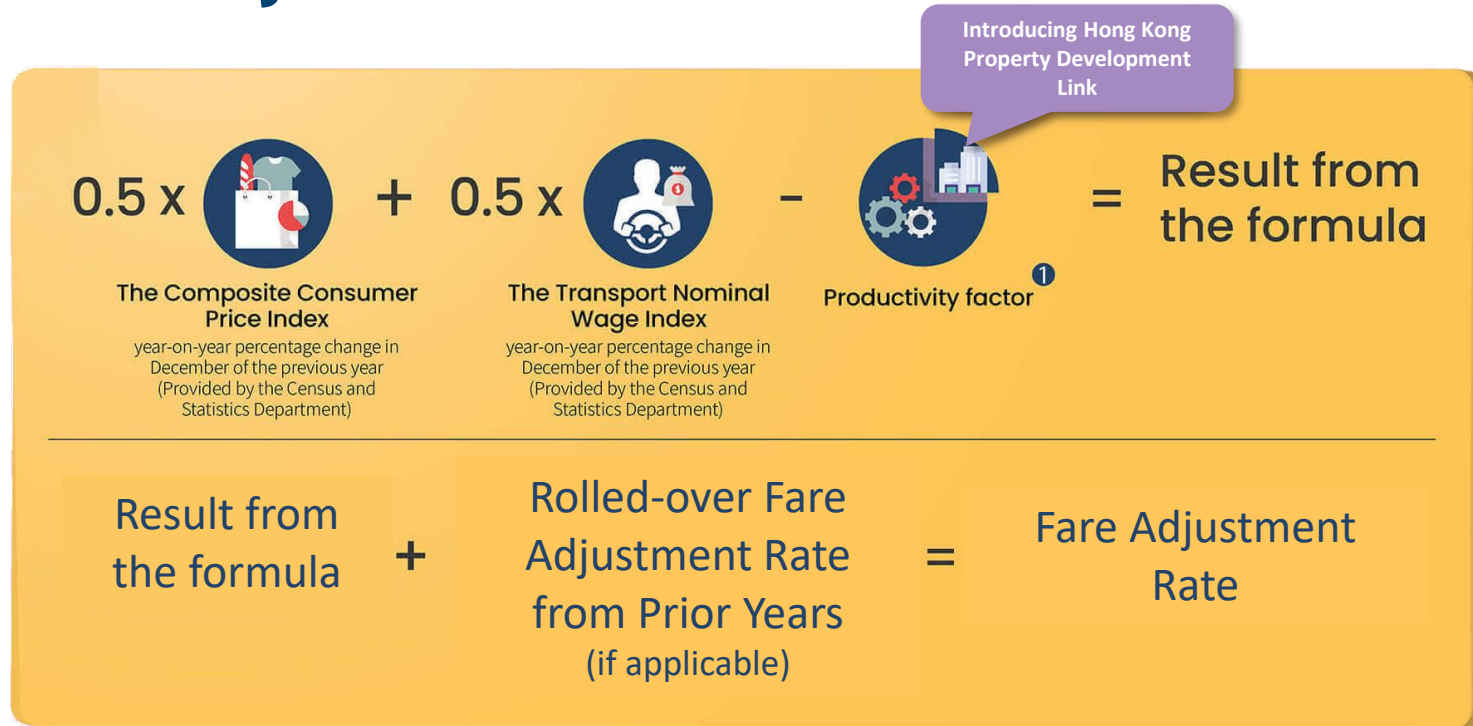 Introducing Hong Kong
Property Development
Link
0.5 x
+
0.5 x
-
=
Result from
the formula
The Composite Consumer
Price Index
year-on-year percentage change in
December of the previous year
(Provided by the Census and
Statistics Department)
The Transport Nominal
Wage Index
year-on-year percentage change in
December of the previous year
(Provided by the Census and
Statistics Department)
Productivity factor 1
Result from
the formula
+
Rolled-over Fare
Adjustment Rate
from Prior Years
(if applicable)
=
Fare Adjustment
Rate